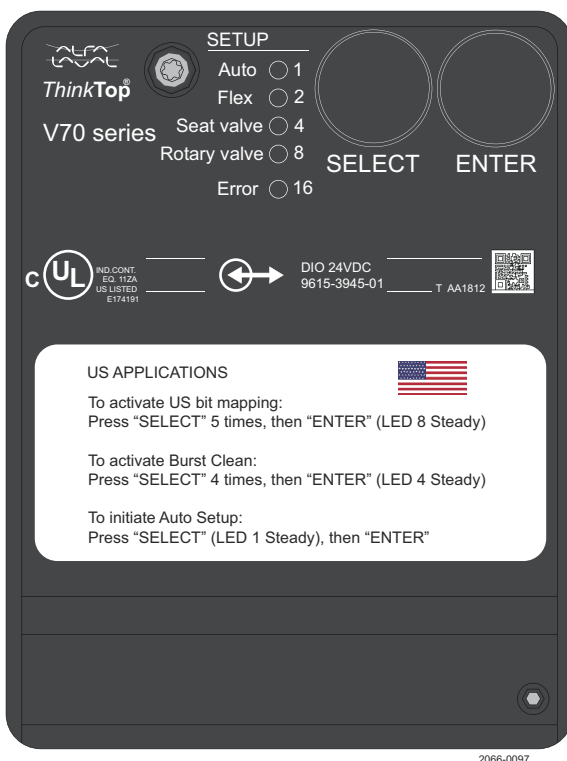 ALFA
LAVAL
ThinkTop®
V70 series
SETUP
Auto 1
Flex 2
Seat valve 4
Rotary valve 8
Error 16
SELECT
ENTER
C UL
IND.CONT.
EQ. 11ZA
US LISTED
E174191
DIO 24VDC
9615-3945-01
T AA1812
US APPLICATIONS
To activate US bit mapping:
Press “SELECT” 5 times, then “ENTER” (LED 8 Steady)
To activate Burst Clean:
Press “SELECT” 4 times, then “ENTER” (LED 4 Steady)
To initiate Auto Setup:
Press “SELECT” (LED 1 Steady), then “ENTER”
2066-0097